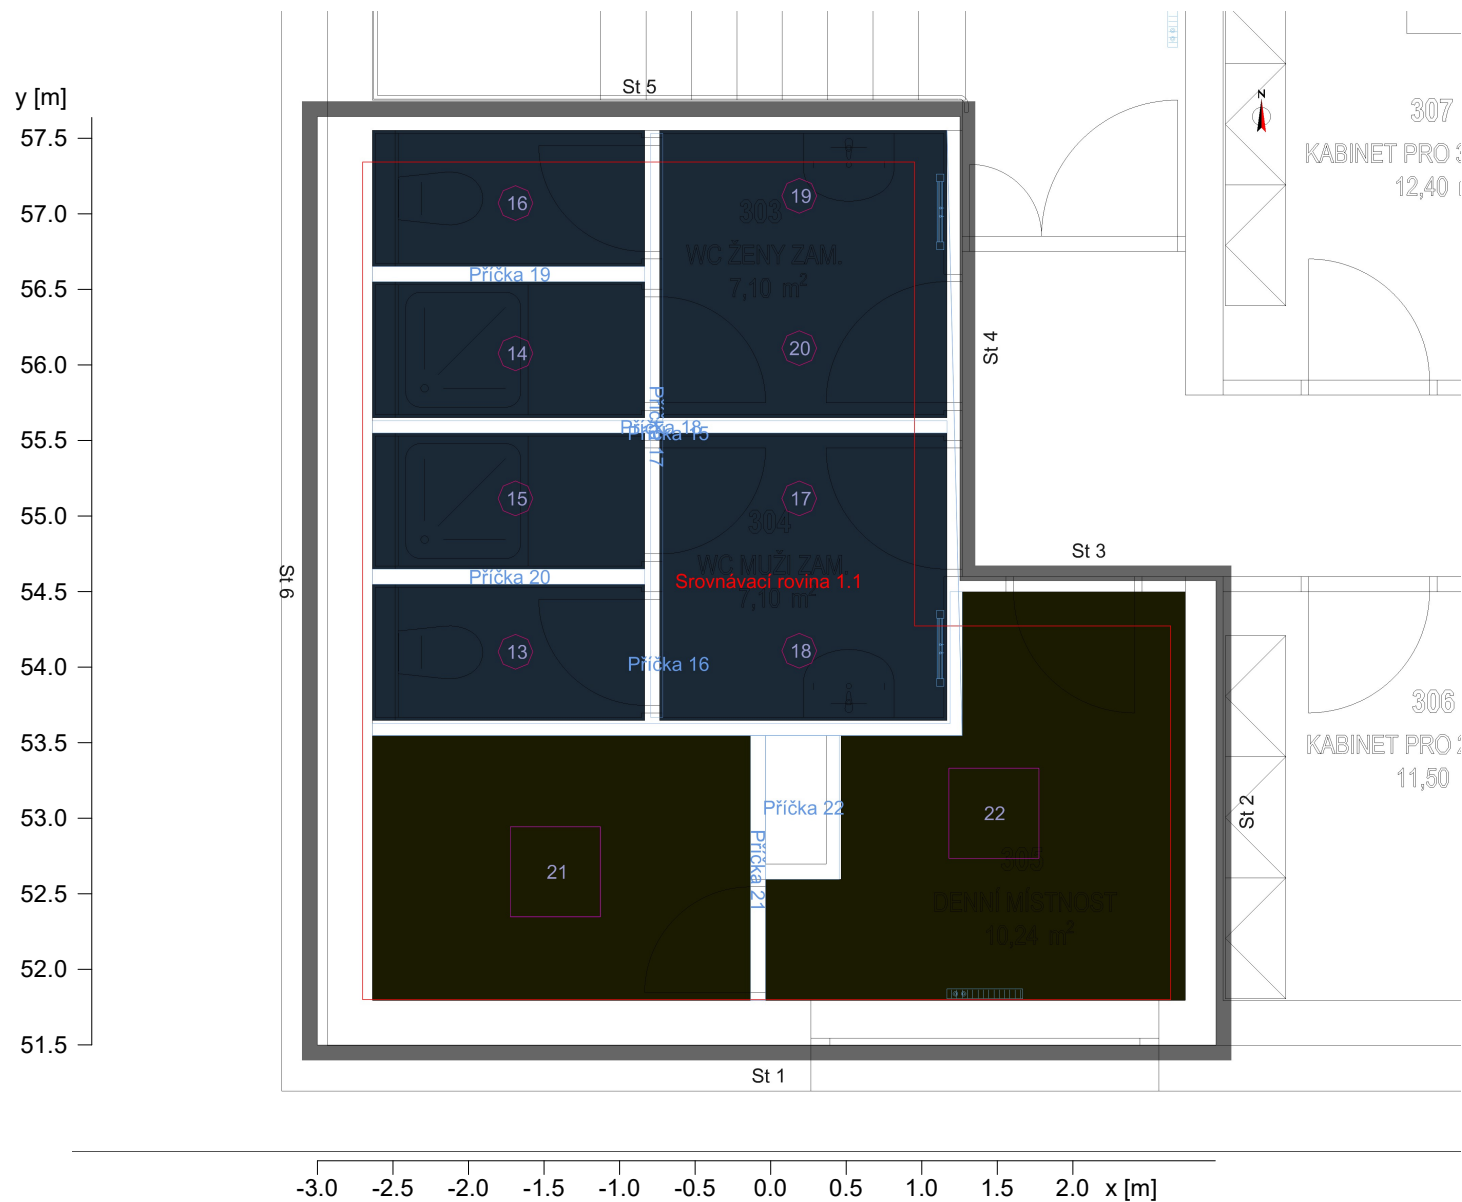 St 5
y [m]
N
57.5
57.0
56.5
56.0
55.5
55.0
54.5
54.0
53.5
53.0
52.5
52.0
51.5
307
KABINET PRO 3
12,40
16
19
303
WC ŽENY ZAM.
7,10 m²
Příčka 19
14
20
St 4
Příčka 18
Příčka 15
Příčka 17
15
17
304
WC MUŽI ZAM.
7,10 m²
St 3
Příčka 20
Srovnávací rovina 1.1
St 6
13
18
Příčka 16
306
KABINET PRO 2
11,50
Příčka 22
22
St 2
21
Příčka 21
305
DENNÍ MÍSTNOST
10,24 m²
St 1
-3.0 -2.5 -2.0 -1.5 -1.0 -0.5 0.0 0.5 1.0 1.5 2.0 x [m]